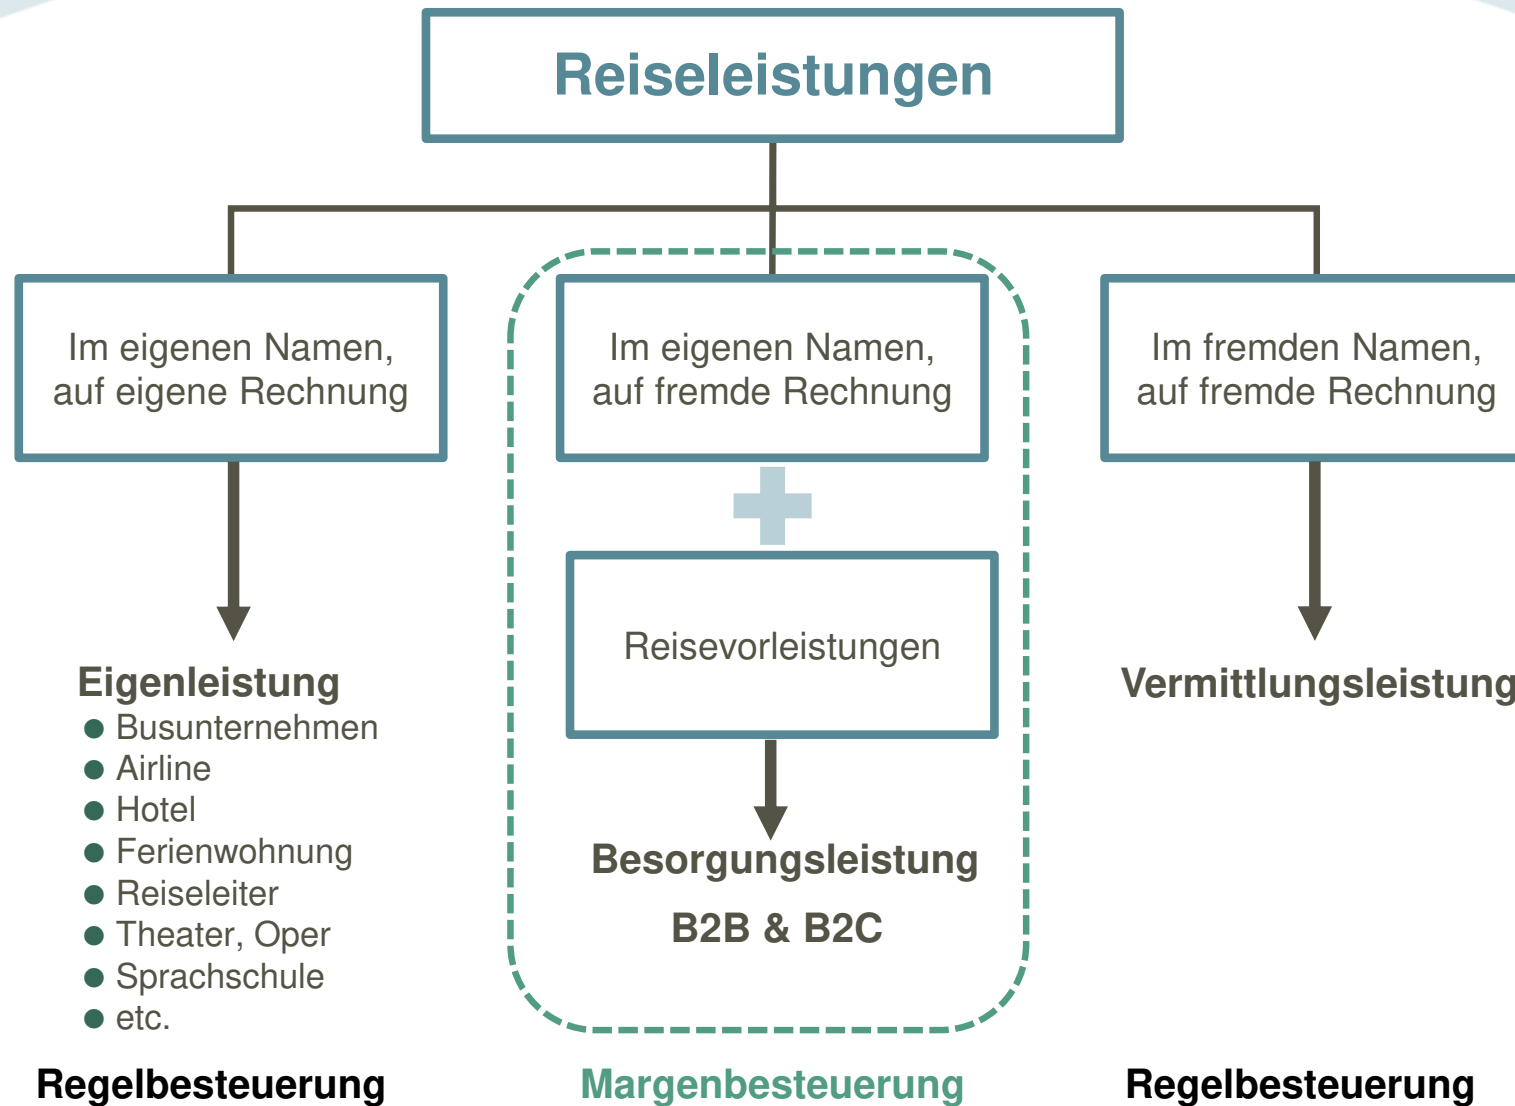 Reiseleistungen
Im eigenen Namen,
auf eigene Rechnung
Eigenleistung
Busunternehmen
Airline
Hotel
Ferienwohnung
Reiseleiter
Theater, Oper
Sprachschule
etc.
Regelbesteuerung
Im eigenen Namen,
auf fremde Rechnung
Reisevorleistungen
Besorgungsleistung
B2B & B2C
Margenbesteuerung
Im fremden Namen,
auf fremde Rechnung
Vermittlungsleistung
Regelbesteuerung